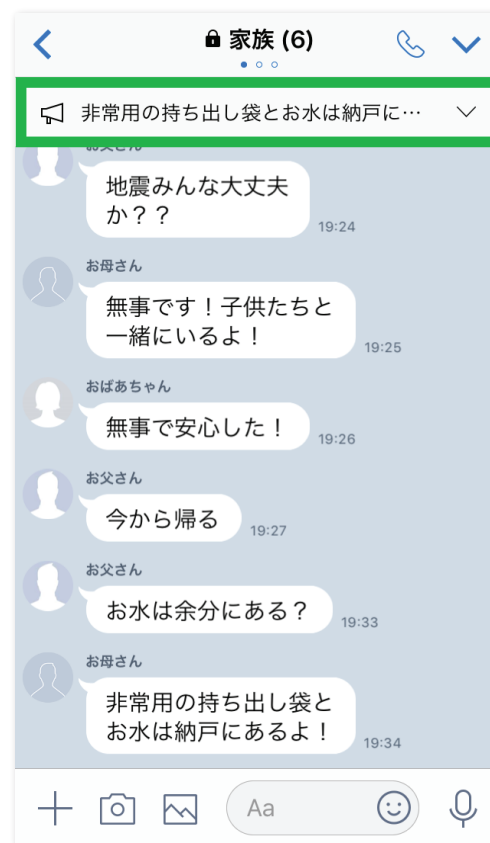 家族 (6)
非常用の持ち出し袋とお水は納戸に…
お父さん
地震みんな大丈夫
か？？
19:24
お母さん
無事です！子供たちと
一緒にいるよ！
19:25
おばあちゃん
無事で安心した！
19:26
お父さん
今から帰る
19:27
お父さん
お水は余分にある？
19:33
お母さん
非常用の持ち出し袋と
お水は納戸にあるよ！
19:34
Aa